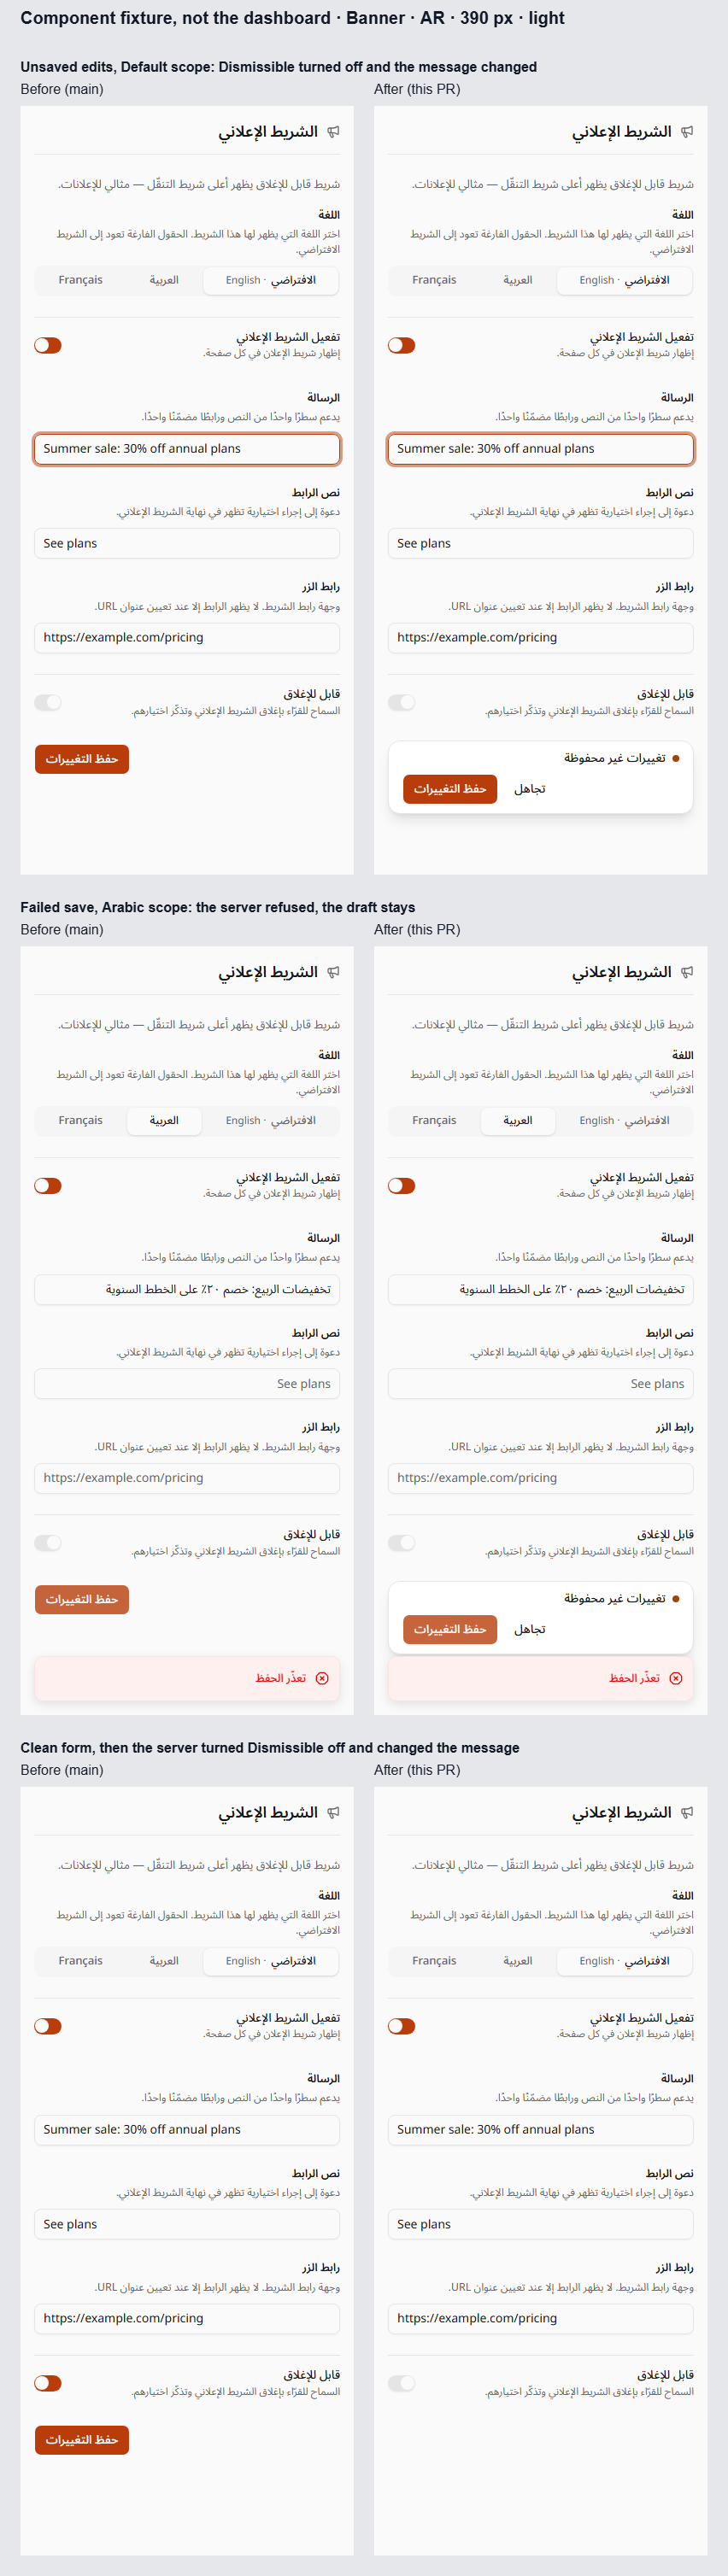 Component fixture, not the dashboard · Banner · AR · 390 px · light
Unsaved edits, Default scope: Dismissible turned off and the message changed
Before (main)
الشريط الإعلاني
شريط قابل للإغلاق يظهر أعلى شريط التنقّل — مثالي للإعلانات.
اللغة
اختر اللغة التي يظهر لها هذا الشريط. الحقول الفارغة تعود إلى الشريط
الافتراضي.
الافتراضي · English
العربية
Français
تفعيل الشريط الإعلاني
إظهار شريط الإعلان في كل صفحة.
الرسالة
يدعم سطرًا واحدًا من النص ورابطًا مضمّنًا واحدًا.
Summer sale: 30% off annual plans
نص الرابط
دعوة إلى إجراء اختيارية تظهر في نهاية الشريط الإعلاني.
See plans
رابط الزر
وجهة رابط الشريط. لا يظهر الرابط إلا عند تعيين عنوان URL.
https://example.com/pricing
قابل للإغلاق
السماح للقرّاء بإغلاق الشريط الإعلاني وتذكّر اختيارهم.
حفظ التغييرات
After (this PR)
الشريط الإعلاني
شريط قابل للإغلاق يظهر أعلى شريط التنقّل — مثالي للإعلانات.
اللغة
اختر اللغة التي يظهر لها هذا الشريط. الحقول الفارغة تعود إلى الشريط
الافتراضي.
الافتراضي · English
العربية
Français
تفعيل الشريط الإعلاني
إظهار شريط الإعلان في كل صفحة.
الرسالة
يدعم سطرًا واحدًا من النص ورابطًا مضمّنًا واحدًا.
Summer sale: 30% off annual plans
نص الرابط
دعوة إلى إجراء اختيارية تظهر في نهاية الشريط الإعلاني.
See plans
رابط الزر
وجهة رابط الشريط. لا يظهر الرابط إلا عند تعيين عنوان URL.
https://example.com/pricing
قابل للإغلاق
السماح للقرّاء بإغلاق الشريط الإعلاني وتذكّر اختيارهم.
تغييرات غير محفوظة
تجاهل
حفظ التغييرات
Failed save, Arabic scope: the server refused, the draft stays
Before (main)
الشريط الإعلاني
شريط قابل للإغلاق يظهر أعلى شريط التنقّل — مثالي للإعلانات.
اللغة
اختر اللغة التي يظهر لها هذا الشريط. الحقول الفارغة تعود إلى الشريط
الافتراضي.
الافتراضي · English
العربية
Français
تفعيل الشريط الإعلاني
إظهار شريط الإعلان في كل صفحة.
الرسالة
يدعم سطرًا واحدًا من النص ورابطًا مضمّنًا واحدًا.
تخفيضات الربيع: خصم ٢٠٪ على الخطط السنوية
نص الرابط
دعوة إلى إجراء اختيارية تظهر في نهاية الشريط الإعلاني.
See plans
رابط الزر
وجهة رابط الشريط. لا يظهر الرابط إلا عند تعيين عنوان URL.
https://example.com/pricing
قابل للإغلاق
السماح للقرّاء بإغلاق الشريط الإعلاني وتذكّر اختيارهم.
حفظ التغييرات
تعذّر الحفظ
After (this PR)
الشريط الإعلاني
شريط قابل للإغلاق يظهر أعلى شريط التنقّل — مثالي للإعلانات.
اللغة
اختر اللغة التي يظهر لها هذا الشريط. الحقول الفارغة تعود إلى الشريط
الافتراضي.
الافتراضي · English
العربية
Français
تفعيل الشريط الإعلاني
إظهار شريط الإعلان في كل صفحة.
الرسالة
يدعم سطرًا واحدًا من النص ورابطًا مضمّنًا واحدًا.
تخفيضات الربيع: خصم ٢٠٪ على الخطط السنوية
نص الرابط
دعوة إلى إجراء اختيارية تظهر في نهاية الشريط الإعلاني.
See plans
رابط الزر
وجهة رابط الشريط. لا يظهر الرابط إلا عند تعيين عنوان URL.
https://example.com/pricing
قابل للإغلاق
السماح للقرّاء بإغلاق الشريط الإعلاني وتذكّر اختيارهم.
تغييرات غير محفوظة
تجاهل
حفظ التغييرات
تعذّر الحفظ
Clean form, then the server turned Dismissible off and changed the message
Before (main)
الشريط الإعلاني
شريط قابل للإغلاق يظهر أعلى شريط التنقّل — مثالي للإعلانات.
اللغة
اختر اللغة التي يظهر لها هذا الشريط. الحقول الفارغة تعود إلى الشريط
الافتراضي.
الافتراضي · English
العربية
Français
تفعيل الشريط الإعلاني
إظهار شريط الإعلان في كل صفحة.
الرسالة
يدعم سطرًا واحدًا من النص ورابطًا مضمّنًا واحدًا.
Summer sale: 30% off annual plans
نص الرابط
دعوة إلى إجراء اختيارية تظهر في نهاية الشريط الإعلاني.
See plans
رابط الزر
وجهة رابط الشريط. لا يظهر الرابط إلا عند تعيين عنوان URL.
https://example.com/pricing
قابل للإغلاق
السماح للقرّاء بإغلاق الشريط الإعلاني وتذكّر اختيارهم.
حفظ التغييرات
After (this PR)
الشريط الإعلاني
شريط قابل للإغلاق يظهر أعلى شريط التنقّل — مثالي للإعلانات.
اللغة
اختر اللغة التي يظهر لها هذا الشريط. الحقول الفارغة تعود إلى الشريط
الافتراضي.
الافتراضي · English
العربية
Français
تفعيل الشريط الإعلاني
إظهار شريط الإعلان في كل صفحة.
الرسالة
يدعم سطرًا واحدًا من النص ورابطًا مضمّنًا واحدًا.
Summer sale: 30% off annual plans
نص الرابط
دعوة إلى إجراء اختيارية تظهر في نهاية الشريط الإعلاني.
See plans
رابط الزر
وجهة رابط الشريط. لا يظهر الرابط إلا عند تعيين عنوان URL.
https://example.com/pricing
قابل للإغلاق
السماح للقرّاء بإغلاق الشريط الإعلاني وتذكّر اختيارهم.